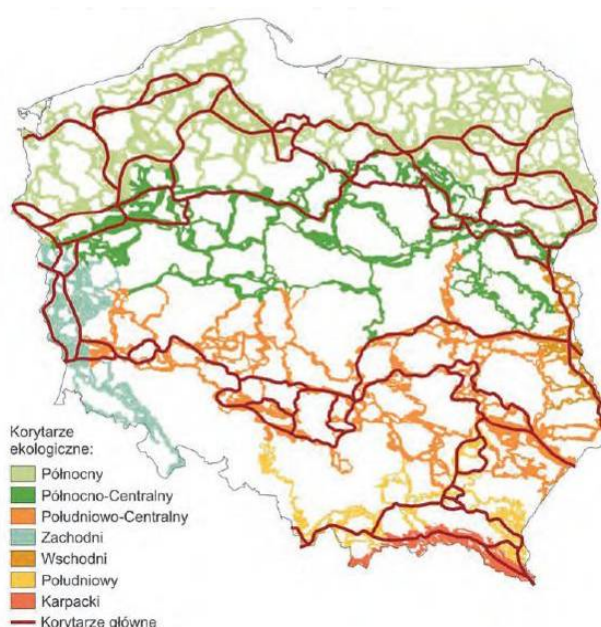 Korytarze
ekologiczne:
Północny
Północno-Centralny
Południowo-Centralny
Zachodni
Wschodni
Południowy
Karpacki
Korytarze główne